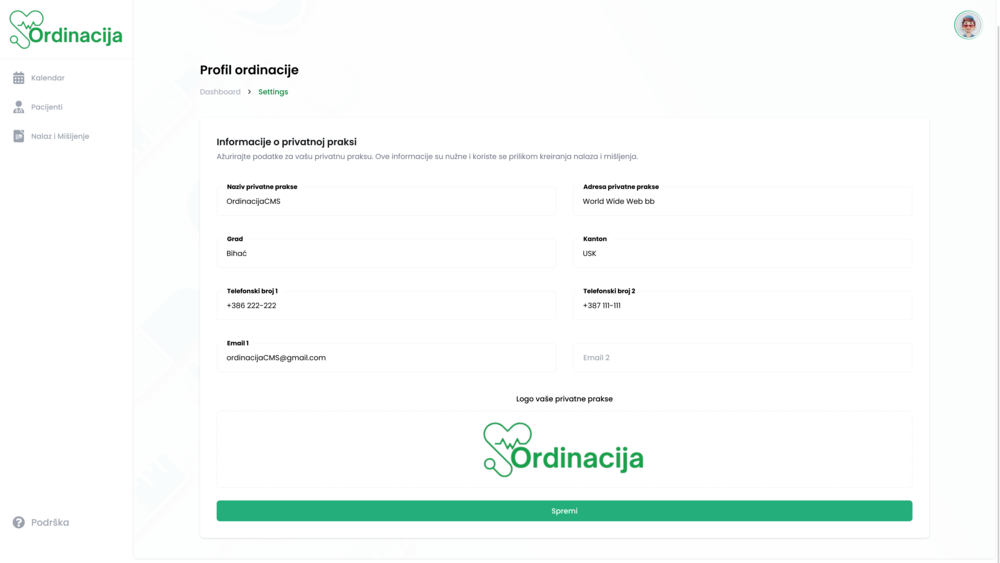 Ordinacija
Kalendar
Pacijenti
Nalaz i Mišljenje
Podrška
Profil ordinacije
Dashboard > Settings
Informacije o privatnoj praksi
Ažurirajte podatke za vašu privatnu praksu. Ove informacije su nužne i koriste se prilikom kreiranja nalaza i mišljenja.
Naziv privatne prakse
OrdinacijaCMS
Adresa privatne prakse
World Wide Web bb
Grad
Bihać
Kanton
USK
Telefonski broj 1
+386 222-222
Telefonski broj 2
+387 111-111
Email 1
ordinacijaCMS@gmail.com
Email 2
Logo vaše privatne prakse
Ordinacija
Spremi